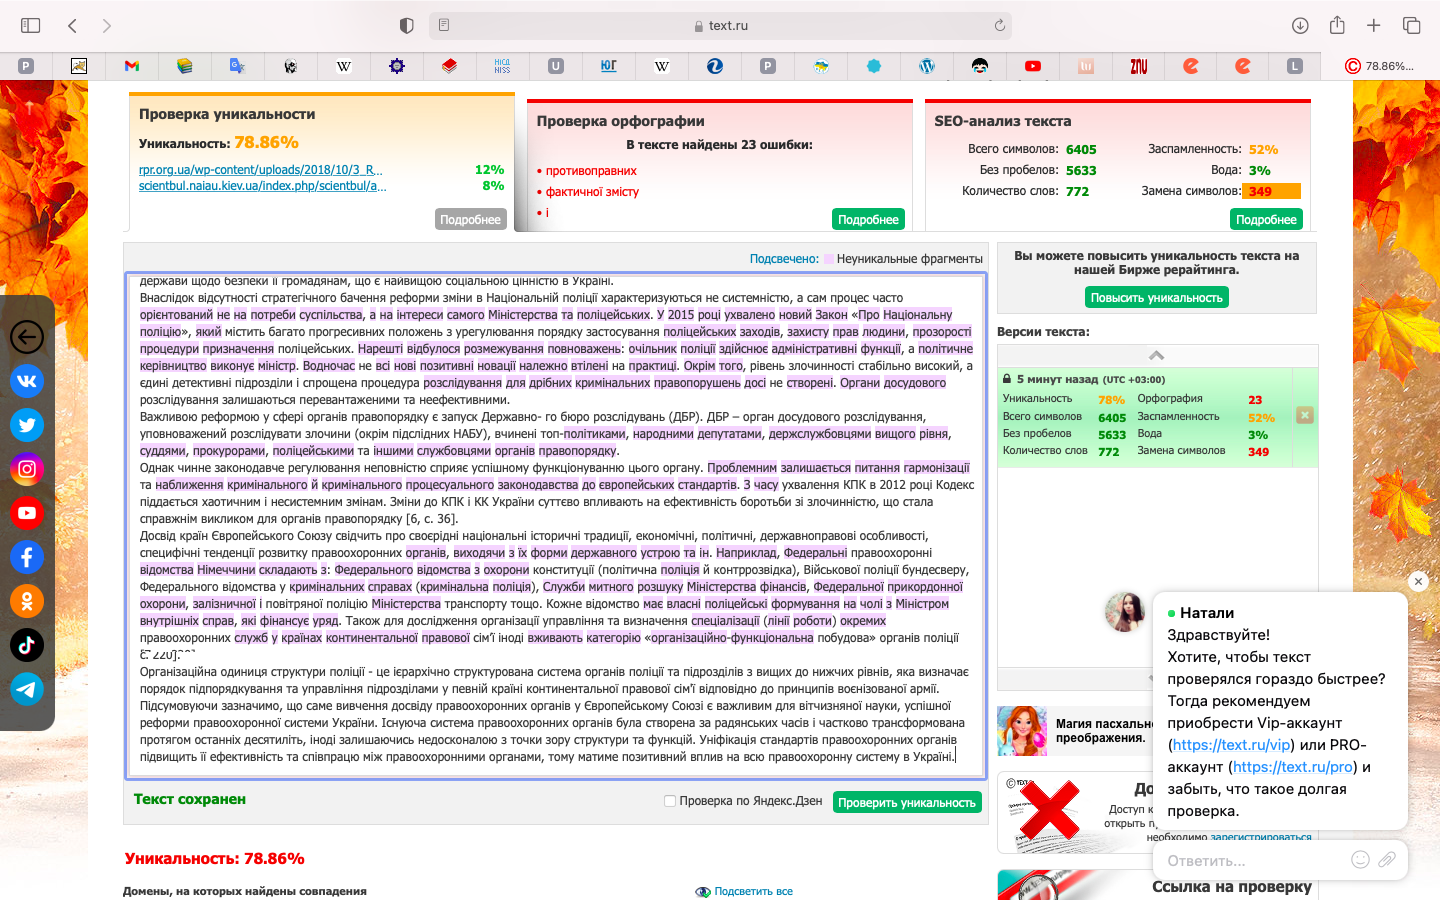 text.ru
P
W
НІСД
NISS
U
ЮГ
W
P
ZNU
L
78.86%...
Проверка уникальности
Уникальность: 78.86%
rpr.org.ua/wp-content/uploads/2018/10/3_R... 12%
scientbul.naiau.kiev.ua/index.php/scientbul/a... 8%
Подробнее
Проверка орфографии
В тексте найдены 23 ошибки:
• противоправних
• фактичної змісту
• і
Подробнее
SEO-анализ текста
Всего символов: 6405 Заспамленность: 52%
Без пробелов: 5633 Вода: 3%
Количество слов: 772 Замена символов: 349
Подробнее
Подсвечено: Неуникальные фрагменты
держави щодо безпеки її громадянам, що є найвищою соціальною цінністю в Україні.
Внаслідок відсутності стратегічного бачення реформи зміни в Національній поліції характеризуються не системністю, а сам процес часто
орієнтований не на потреби суспільства, а на інтереси самого Міністерства та поліцейських. У 2015 році ухвалено новий Закон «Про Національну
поліцію», який містить багато прогресивних положень з урегулювання порядку застосування поліцейських заходів, захисту прав людини, прозорості
процедури призначення поліцейських. Нарешті відбулося розмежування повноважень: очільник поліції здійснює адміністративні функції, а політичне
керівництво виконує міністр. Водночас не всі нові позитивні новації належно втілені на практиці. Окрім того, рівень злочинності стабільно високий, а
єдині детективні підрозділи і спрощена процедура розслідування для дрібних кримінальних правопорушень досі не створені. Органи досудового
розслідування залишаються перевантаженими та неефективними.
Важливою реформою у сфері органів правопорядку є запуск Державно- го бюро розслідувань (ДБР). ДБР – орган досудового розслідування,
уповноважений розслідувати злочини (окрім підслідних НАБУ), вчинені топ-політиками, народними депутатами, держслужбовцями вищого рівня,
суддями, прокурорами, поліцейськими та іншими службовцями органів правопорядку.
Однак чинне законодавче регулювання неповністю сприяє успішному функціонуванню цього органу. Проблемним залишається питання гармонізації
та наближення кримінального й кримінального процесуального законодавства до європейських стандартів. З часу ухвалення КПК в 2012 році Кодекс
піддається хаотичним і несистемним змінам. Зміни до КПК і КК України суттєво впливають на ефективність боротьби зі злочинністю, що стала
справжнім викликом для органів правопорядку [6, с. 36].
Досвід країн Європейського Союзу свідчить про своєрідні національні історичні традиції, економічні, політичні, державноправові особливості,
специфічні тенденції розвитку правоохоронних органів, виходячи з їх форми державного устрою та ін. Наприклад, Федеральні правоохоронні
відомства Німеччини складають з: Федерального відомства з охорони конституції (політична поліція й контррозвідка), Військової поліції бундесверу,
Федерального відомства у кримінальних справах (кримінальна поліція), Служби митного розшуку Міністерства фінансів, Федеральної прикордонної
охорони, залізничної і повітряної поліцію Міністерства транспорту тощо. Кожне відомство має власні поліцейські формування на чолі з Міністром
внутрішніх справ, які фінансує уряд. Також для дослідження організації управління та визначення спеціалізації (лінії роботи) окремих
правоохоронних служб у країнах континентальної правової сім'ї іноді вживають категорію «організаційно-функціональна побудова» органів поліції
220].
Організаційна одиниця структури поліції - це ієрархічно структурована система органів поліції та підрозділів з вищих до нижчих рівнів, яка визначає
порядок підпорядкування та управління підрозділами у певній країні континентальної правової сім'ї відповідно до принципів воєнізованої армії.
Підсумовуючи зазначимо, що саме вивчення досвіду правоохоронних органів у Європейському Союзі є важливим для вітчизняної науки, успішної
реформи правоохоронної системи України. Існуюча система правоохоронних органів була створена за радянських часів і частково трансформована
протягом останніх десятиліть, іноді залишаючись недосконалою з точки зору структури та функцій. Уніфікація стандартів правоохоронних органів
підвищить її ефективність та співпрацю між правоохоронними органами, тому матиме позитивний вплив на всю правоохоронну систему в Україні.
Текст сохранен
Проверка по Яндекс.Дзен
Проверить уникальность
Уникальность: 78.86%
Домены, на которых найдены совпадения
Подсветить все
Вы можете повысить уникальность текста на
нашей Бирже рерайтинга.
Повысить уникальность
Версии текста:
5 минут назад (UTC +03:00)
Уникальность 78% Орфография 23
Всего символов 6405 Заспамленность 52%
Без пробелов 5633 Вода 3%
Количество слов 772 Замена символов 349
Магия пасхально
преображения.
До
Доступ к
открыть пр
необходимо зарегистрироваться
Ссылка на проверку
Натали
Здравствуйте!
Хотите, чтобы текст
проверялся гораздо быстрее?
Тогда рекомендуем
приобрести Vip-аккаунт
(https://text.ru/vip) или PRO-
аккаунт (https://text.ru/pro) и
забыть, что такое долгая
проверка.
Ответить...